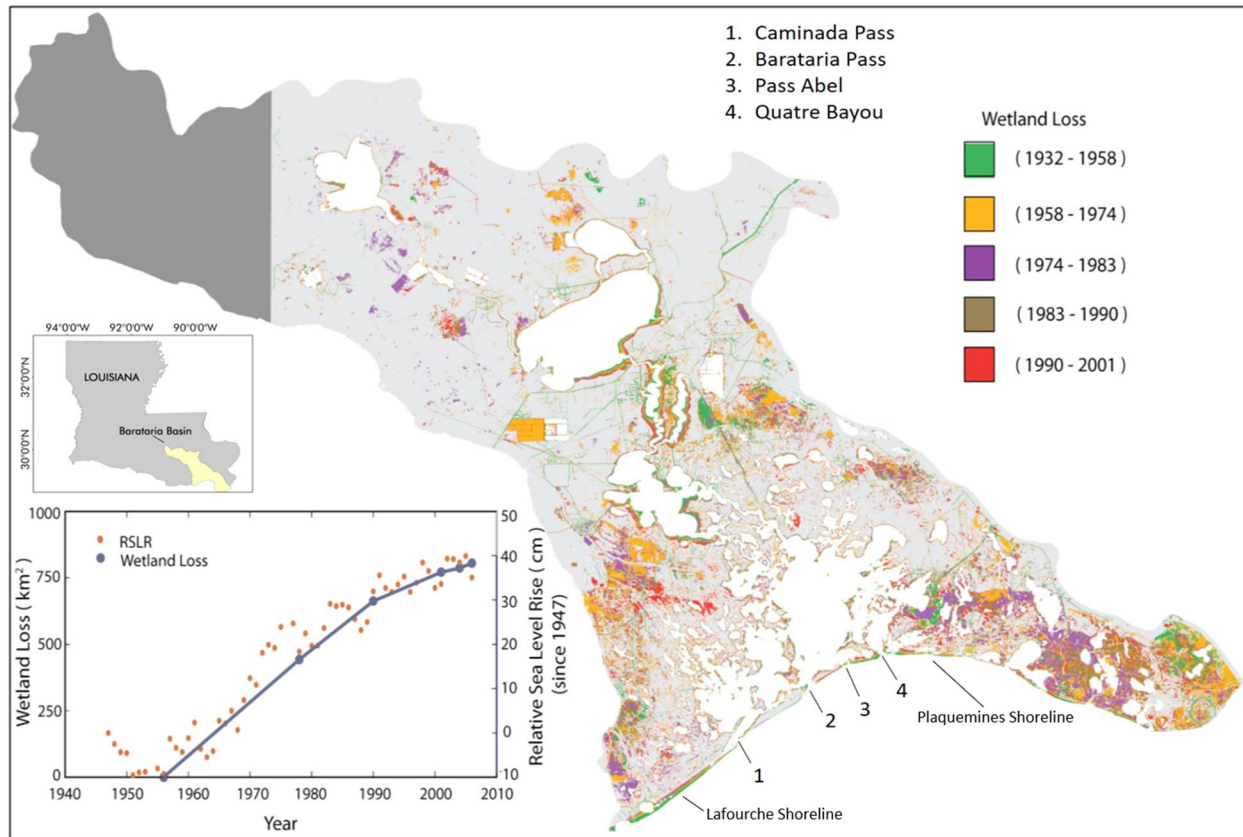 1. Caminada Pass
2. Barataria Pass
3. Pass Abel
4. Quatre Bayou
Wetland Loss
( 1932 - 1958 )
( 1958 - 1974 )
( 1974 - 1983 )
( 1983 - 1990 )
( 1990 - 2001 )
94°0'0"W 92°0'0"W 90°0'0"W
32°0'0"N
30°0'0"N
LOUISIANA
Barataria Basin
RSLR
Wetland Loss
Wetland Loss ( km² )
1000
750
500
250
0
Relative Sea Level Rise ( cm )
(since 1947)
50
40
30
20
10
0
-10
1940 1950 1960 1970 1980 1990 2000 2010
Year
1
2
3
4
Plaquemines Shoreline
Lafourche Shoreline